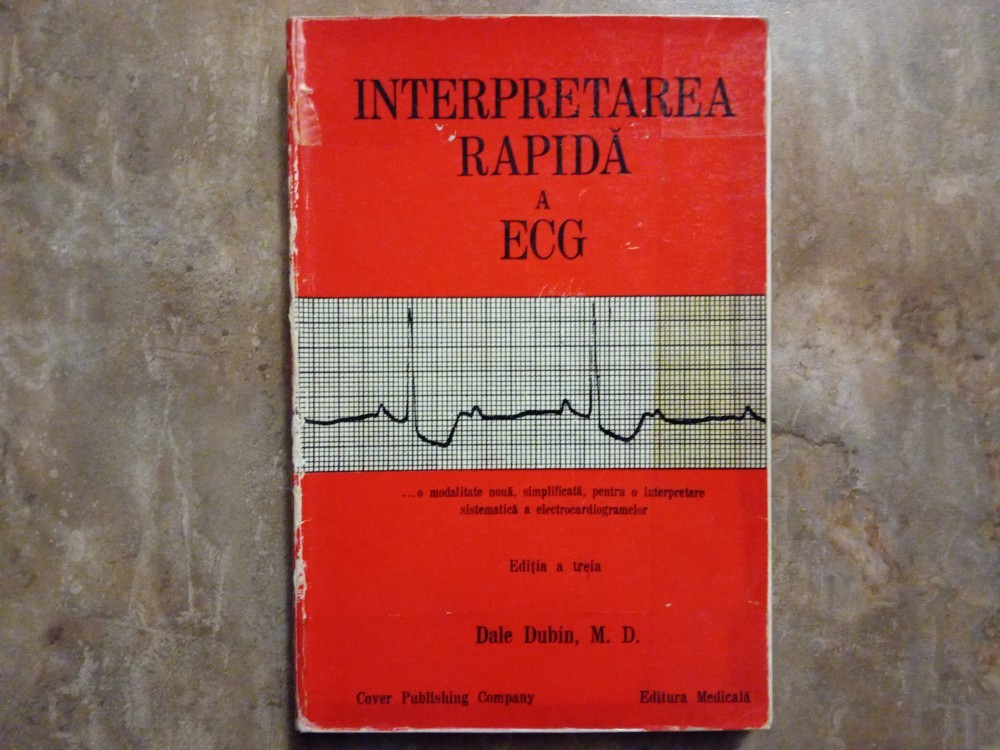 INTERPRETAREA
RAPIDĂ
A
ECG
...o modalitate nouă, simplificată, pentru o interpretare
sistematică a electrocardiogramelor
Ediția a treia
Dale Dubin, M. D.
Cover Publishing Company
Editura Medicală